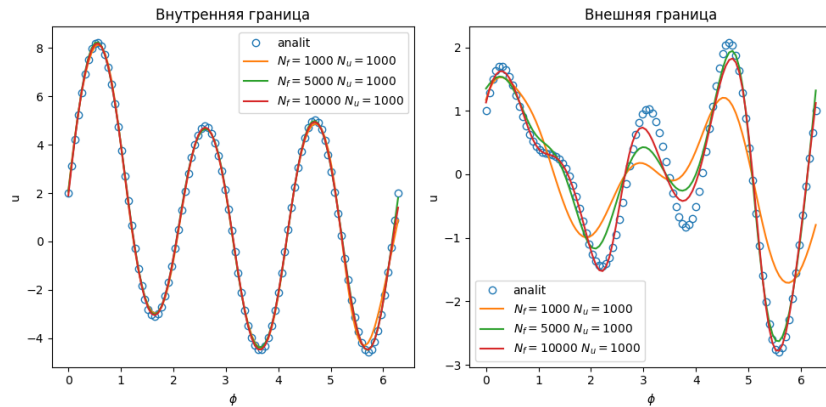 Внутренняя граница
u
8
6
4
2
0
−2
−4
0 1 2 3 4 5 6
ϕ
analit
N_f = 1000 N_u = 1000
N_f = 5000 N_u = 1000
N_f = 10000 N_u = 1000
Внешняя граница
u
2
1
0
−1
−2
−3
0 1 2 3 4 5 6
ϕ
analit
N_f = 1000 N_u = 1000
N_f = 5000 N_u = 1000
N_f = 10000 N_u = 1000